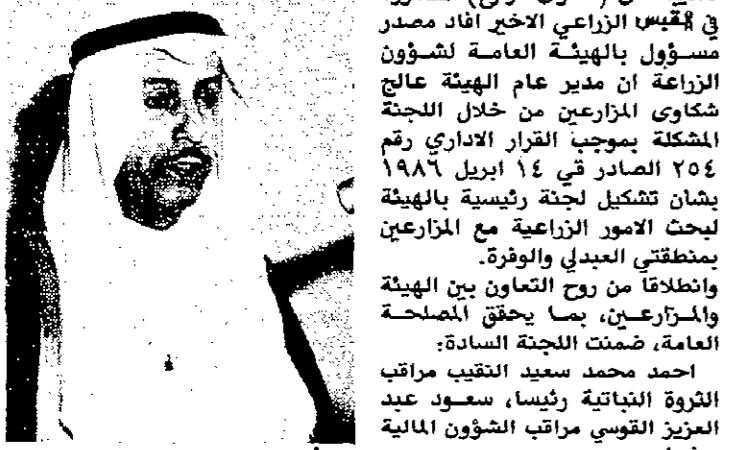 في القبس الزراعي الاخير افاد مصدر
مسؤول بالهيئة العامة لشؤون
الزراعة ان مدير عام الهيئة عالج
شكاوى المزارعين من خلال اللجنة
المشكلة بموجب القرار الاداري رقم
٢٥٤ الصادر في ١٤ ابريل ١٩٨٦
بشان تشكيل لجنة رئيسية بالهيئة
لبحث الامور الزراعية مع المزارعين
بمنطقتي العبدلي والوفرة.
وانطلاقا من روح التعاون بين الهيئة
والمزارعين، بما يحقق المصلحة
العامة، ضمنت اللجنة السادة:
احمد محمد سعيد النقيب مراقب
الثروة النباتية رئيسا، سعود عبد
العزيز القوسي مراقب الشؤون المالية